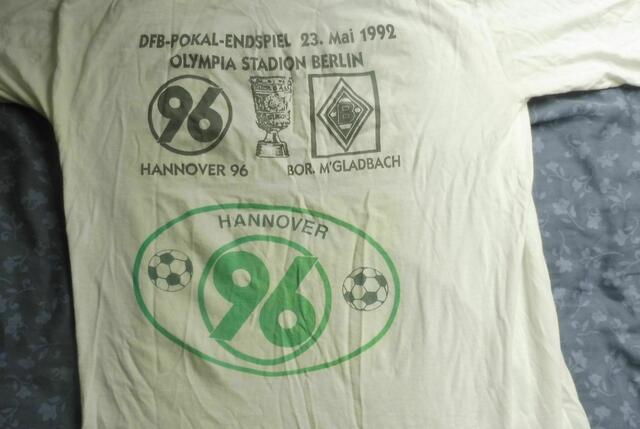 DFB-POKAL-ENDSPIEL 23. Mai 1992
OLYMPIA STADION BERLIN
96 B
HANNOVER 96 BOR. M'GLADBACH
HANNOVER
96